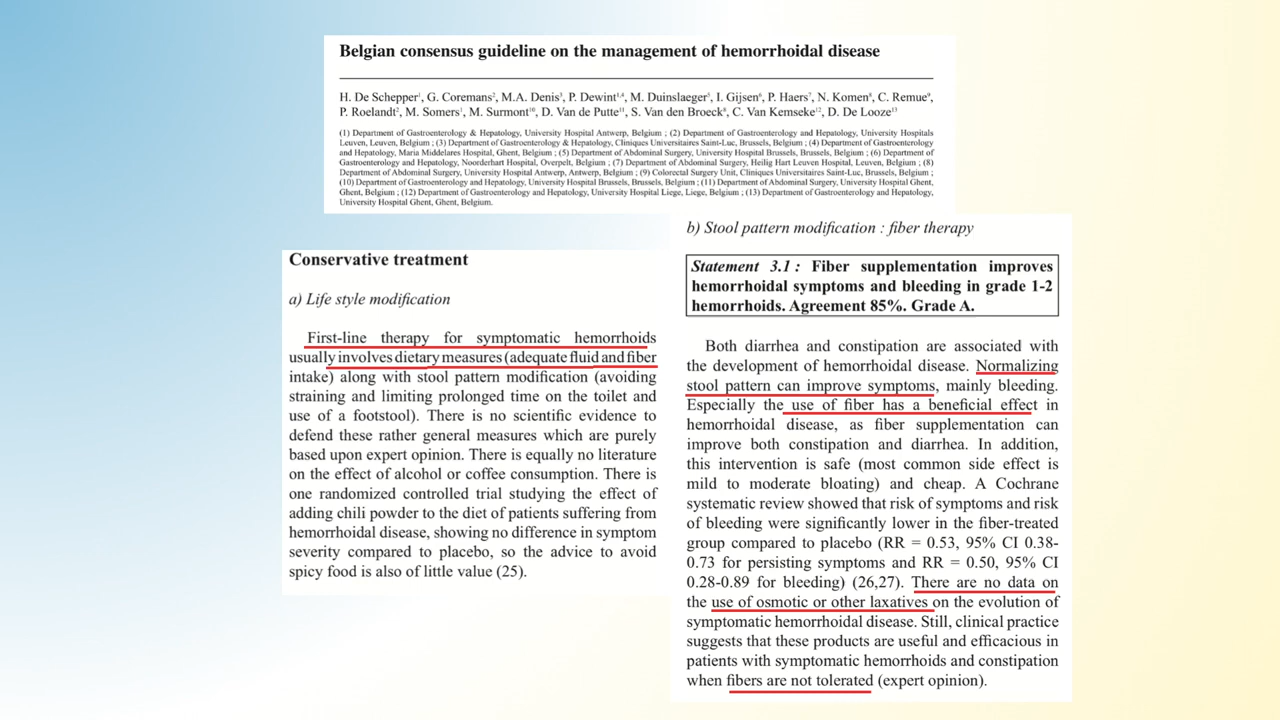 Belgian consensus guideline on the management of hemorrhoidal disease
H. De Schepper¹, G. Coremans², M.A. Denis³, P. Dewint¹,⁴, M. Duinslaeger⁵, I. Gijsen⁶, P. Haers⁷, N. Komen⁸, C. Remue⁹,
P. Roelandt², M. Somers¹, M. Surmont¹⁰, D. Van de Putte¹¹, S. Van den Broeck⁸, C. Van Kemseke¹², D. De Looze¹³
(1) Department of Gastroenterology & Hepatology, University Hospital Antwerp, Belgium ; (2) Department of Gastroenterology and Hepatology, University Hospitals
Leuven, Leuven, Belgium ; (3) Department of Gastroenterology & Hepatology, Cliniques Universitaires Saint-Luc, Brussels, Belgium ; (4) Department of Gastroenterology
and Hepatology, Maria Middelares Hospital, Ghent, Belgium ; (5) Department of Abdominal Surgery, University Hospital Brussels, Brussels, Belgium ; (6) Department of
Gastroenterology and Hepatology, Noorderhart Hospital, Overpelt, Belgium ; (7) Department of Abdominal Surgery, Heilig Hart Leuven Hospital, Leuven, Belgium ; (8)
Department of Abdominal Surgery, University Hospital Antwerp, Antwerp, Belgium ; (9) Colorectal Surgery Unit, Cliniques Universitaires Saint-Luc, Brussels, Belgium ;
(10) Department of Gastroenterology and Hepatology, University Hospital Brussels, Brussels, Belgium ; (11) Department of Abdominal Surgery, University Hospital Ghent,
Ghent, Belgium ; (12) Department of Gastroenterology and Hepatology, University Hospital Liege, Liege, Belgium ; (13) Department of Gastroenterology and Hepatology,
University Hospital Ghent, Ghent, Belgium.
Conservative treatment
a) Life style modification
First-line therapy for symptomatic hemorrhoids
usually involves dietary measures (adequate fluid and fiber
intake) along with stool pattern modification (avoiding
straining and limiting prolonged time on the toilet and
use of a footstool). There is no scientific evidence to
defend these rather general measures which are purely
based upon expert opinion. There is equally no literature
on the effect of alcohol or coffee consumption. There is
one randomized controlled trial studying the effect of
adding chili powder to the diet of patients suffering from
hemorrhoidal disease, showing no difference in symptom
severity compared to placebo, so the advice to avoid
spicy food is also of little value (25).
b) Stool pattern modification : fiber therapy
Statement 3.1 : Fiber supplementation improves
hemorrhoidal symptoms and bleeding in grade 1-2
hemorrhoids. Agreement 85%. Grade A.
Both diarrhea and constipation are associated with
the development of hemorrhoidal disease. Normalizing
stool pattern can improve symptoms, mainly bleeding.
Especially the use of fiber has a beneficial effect in
hemorrhoidal disease, as fiber supplementation can
improve both constipation and diarrhea. In addition,
this intervention is safe (most common side effect is
mild to moderate bloating) and cheap. A Cochrane
systematic review showed that risk of symptoms and risk
of bleeding were significantly lower in the fiber-treated
group compared to placebo (RR = 0.53, 95% CI 0.38-
0.73 for persisting symptoms and RR = 0.50, 95% CI
0.28-0.89 for bleeding) (26,27). There are no data on
the use of osmotic or other laxatives on the evolution of
symptomatic hemorrhoidal disease. Still, clinical practice
suggests that these products are useful and efficacious in
patients with symptomatic hemorrhoids and constipation
when fibers are not tolerated (expert opinion).